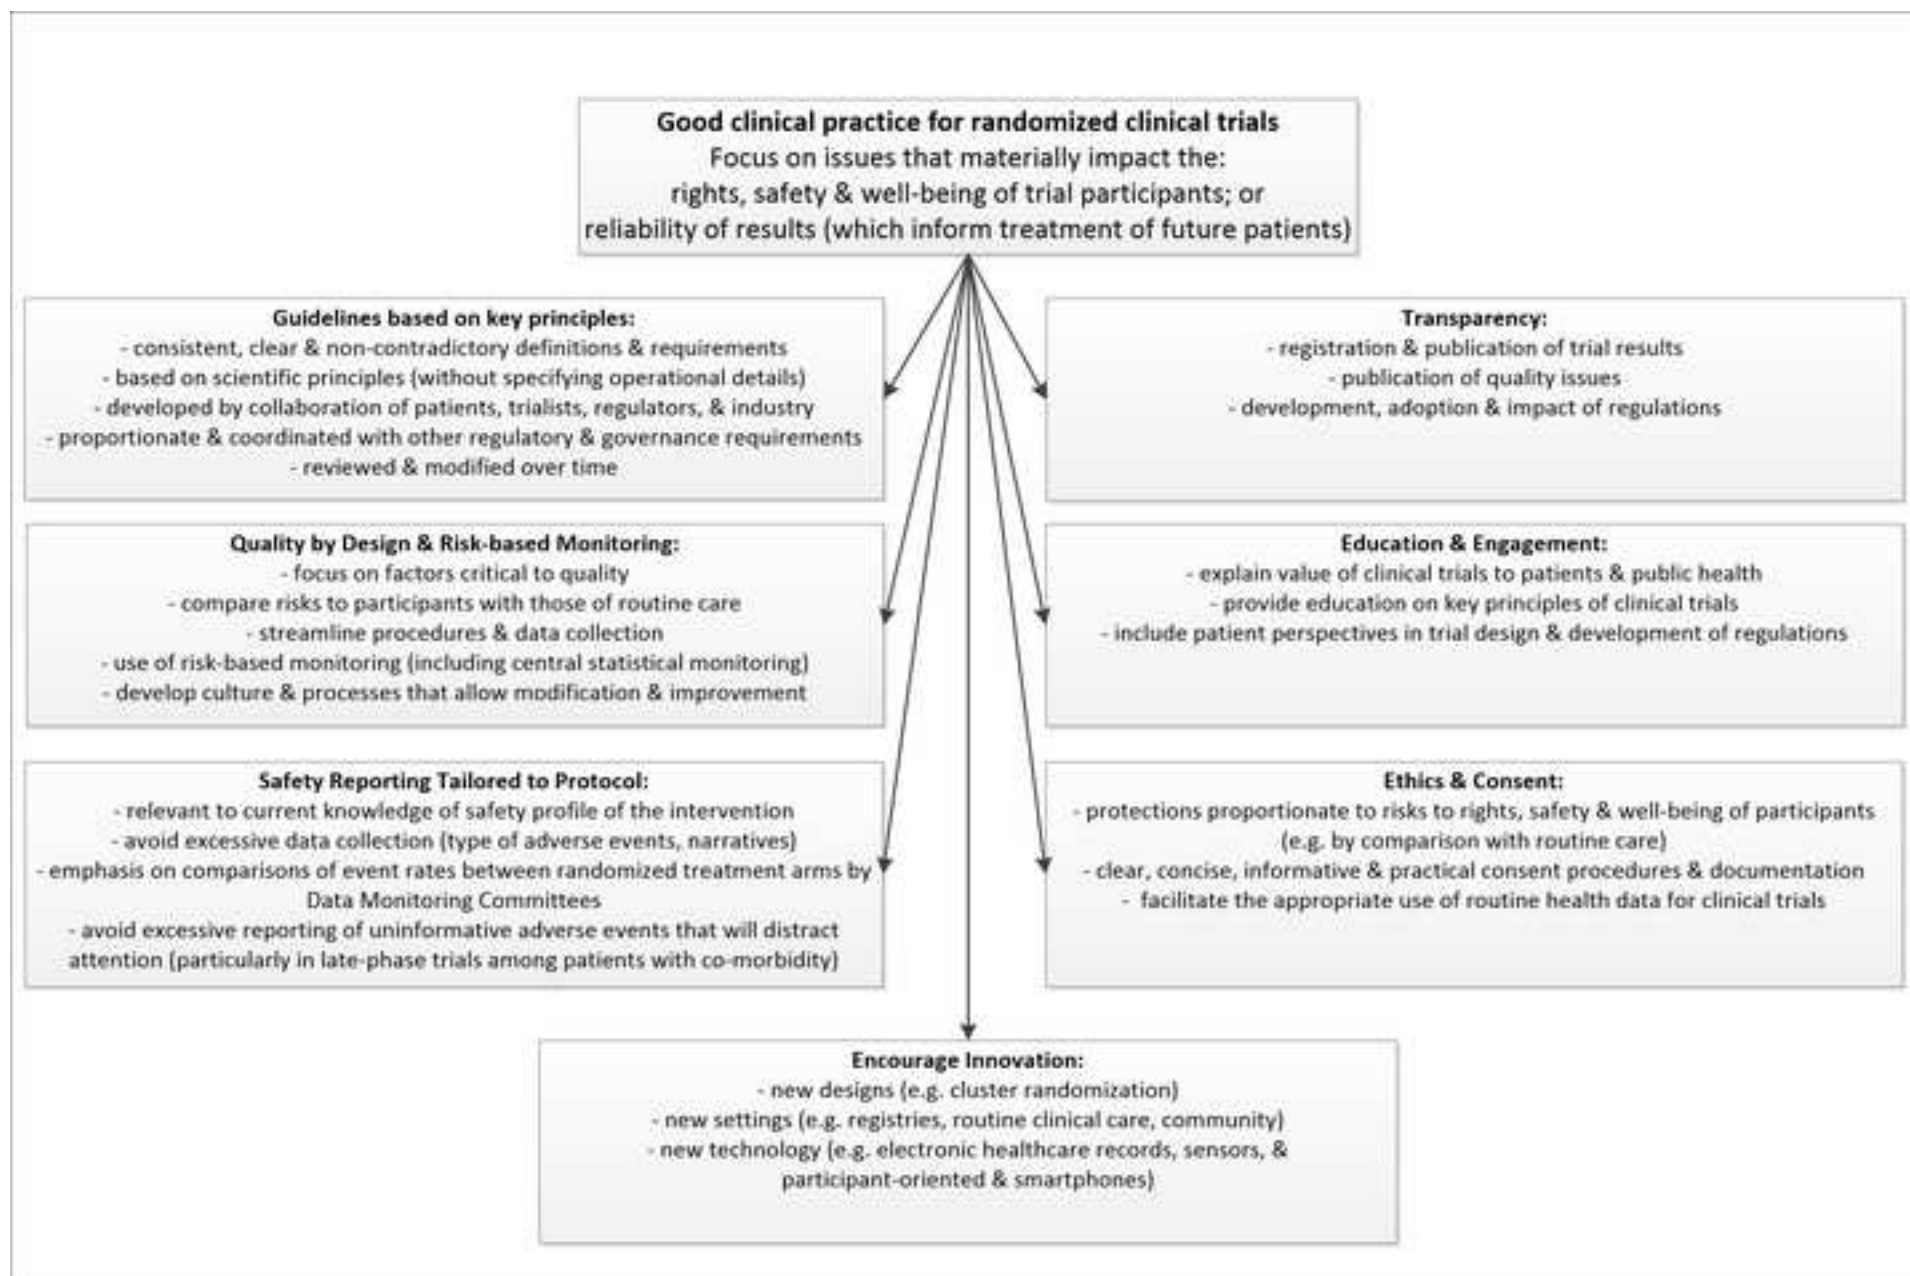 Good clinical practice for randomized clinical trials
Focus on issues that materially impact the:
rights, safety & well-being of trial participants; or
reliability of results (which inform treatment of future patients)
Guidelines based on key principles:
- consistent, clear & non-contradictory definitions & requirements
- based on scientific principles (without specifying operational details)
- developed by collaboration of patients, trialists, regulators, & industry
- proportionate & coordinated with other regulatory & governance requirements
- reviewed & modified over time
Transparency:
- registration & publication of trial results
- publication of quality issues
- development, adoption & impact of regulations
Quality by Design & Risk-based Monitoring:
- focus on factors critical to quality
- compare risks to participants with those of routine care
- streamline procedures & data collection
- use of risk-based monitoring (including central statistical monitoring)
- develop culture & processes that allow modification & improvement
Education & Engagement:
- explain value of clinical trials to patients & public health
- provide education on key principles of clinical trials
- include patient perspectives in trial design & development of regulations
Safety Reporting Tailored to Protocol:
- relevant to current knowledge of safety profile of the intervention
- avoid excessive data collection (type of adverse events, narratives)
- emphasis on comparisons of event rates between randomized treatment arms by
Data Monitoring Committees
- avoid excessive reporting of uninformative adverse events that will distract
attention (particularly in late-phase trials among patients with co-morbidity)
Ethics & Consent:
- protections proportionate to risks to rights, safety & well-being of participants
(e.g. by comparison with routine care)
- clear, concise, informative & practical consent procedures & documentation
- facilitate the appropriate use of routine health data for clinical trials
Encourage Innovation:
- new designs (e.g. cluster randomization)
- new settings (e.g. registries, routine clinical care, community)
- new technology (e.g. electronic healthcare records, sensors, &
participant-oriented & smartphones)